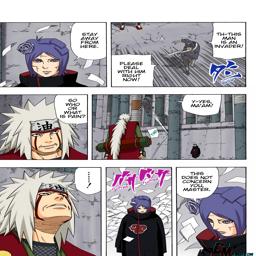 TH-THIS
MAN
IS AN
INVADER!
STAY
AWAY
FROM
HERE.
PLEASE
DEAL WITH
HIM RIGHT
NOW!
Y-YES,
MA'AM!
SO
WHO
OR
WHAT
IS PAIN?
THIS
DOES NOT
CONCERN
YOU
MASTER.
...!